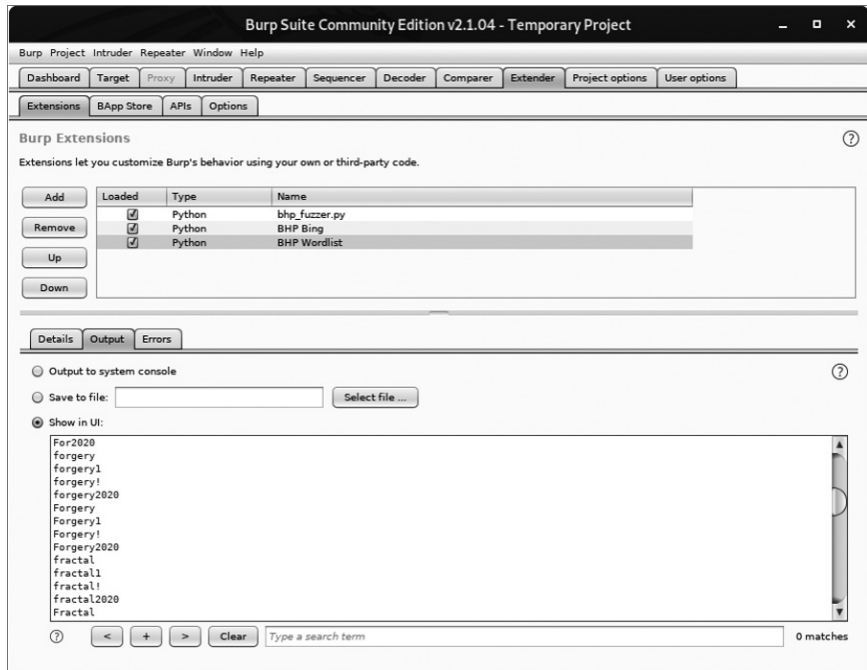 Burp Suite Community Edition v2.1.04 - Temporary Project
Burp Project Intruder Repeater Window Help
Dashboard Target Proxy Intruder Repeater Sequencer Decoder Comparer Extender Project options User options
Extensions BApp Store APIs Options
Burp Extensions
Extensions let you customize Burp's behavior using your own or third-party code.
Add
Remove
Up
Down
Loaded Type Name
Python bhp_fuzzer.py
Python BHP Bing
Python BHP Wordlist
Details Output Errors
Output to system console
Save to file: Select file ...
Show in UI:
For2020
forgery
forgery1
forgery!
forgery2020
Forgery
Forgery1
Forgery!
Forgery2020
fractal
fractal1
fractal!
fractal2020
Fractal
? < + > Clear Type a search term 0 matches